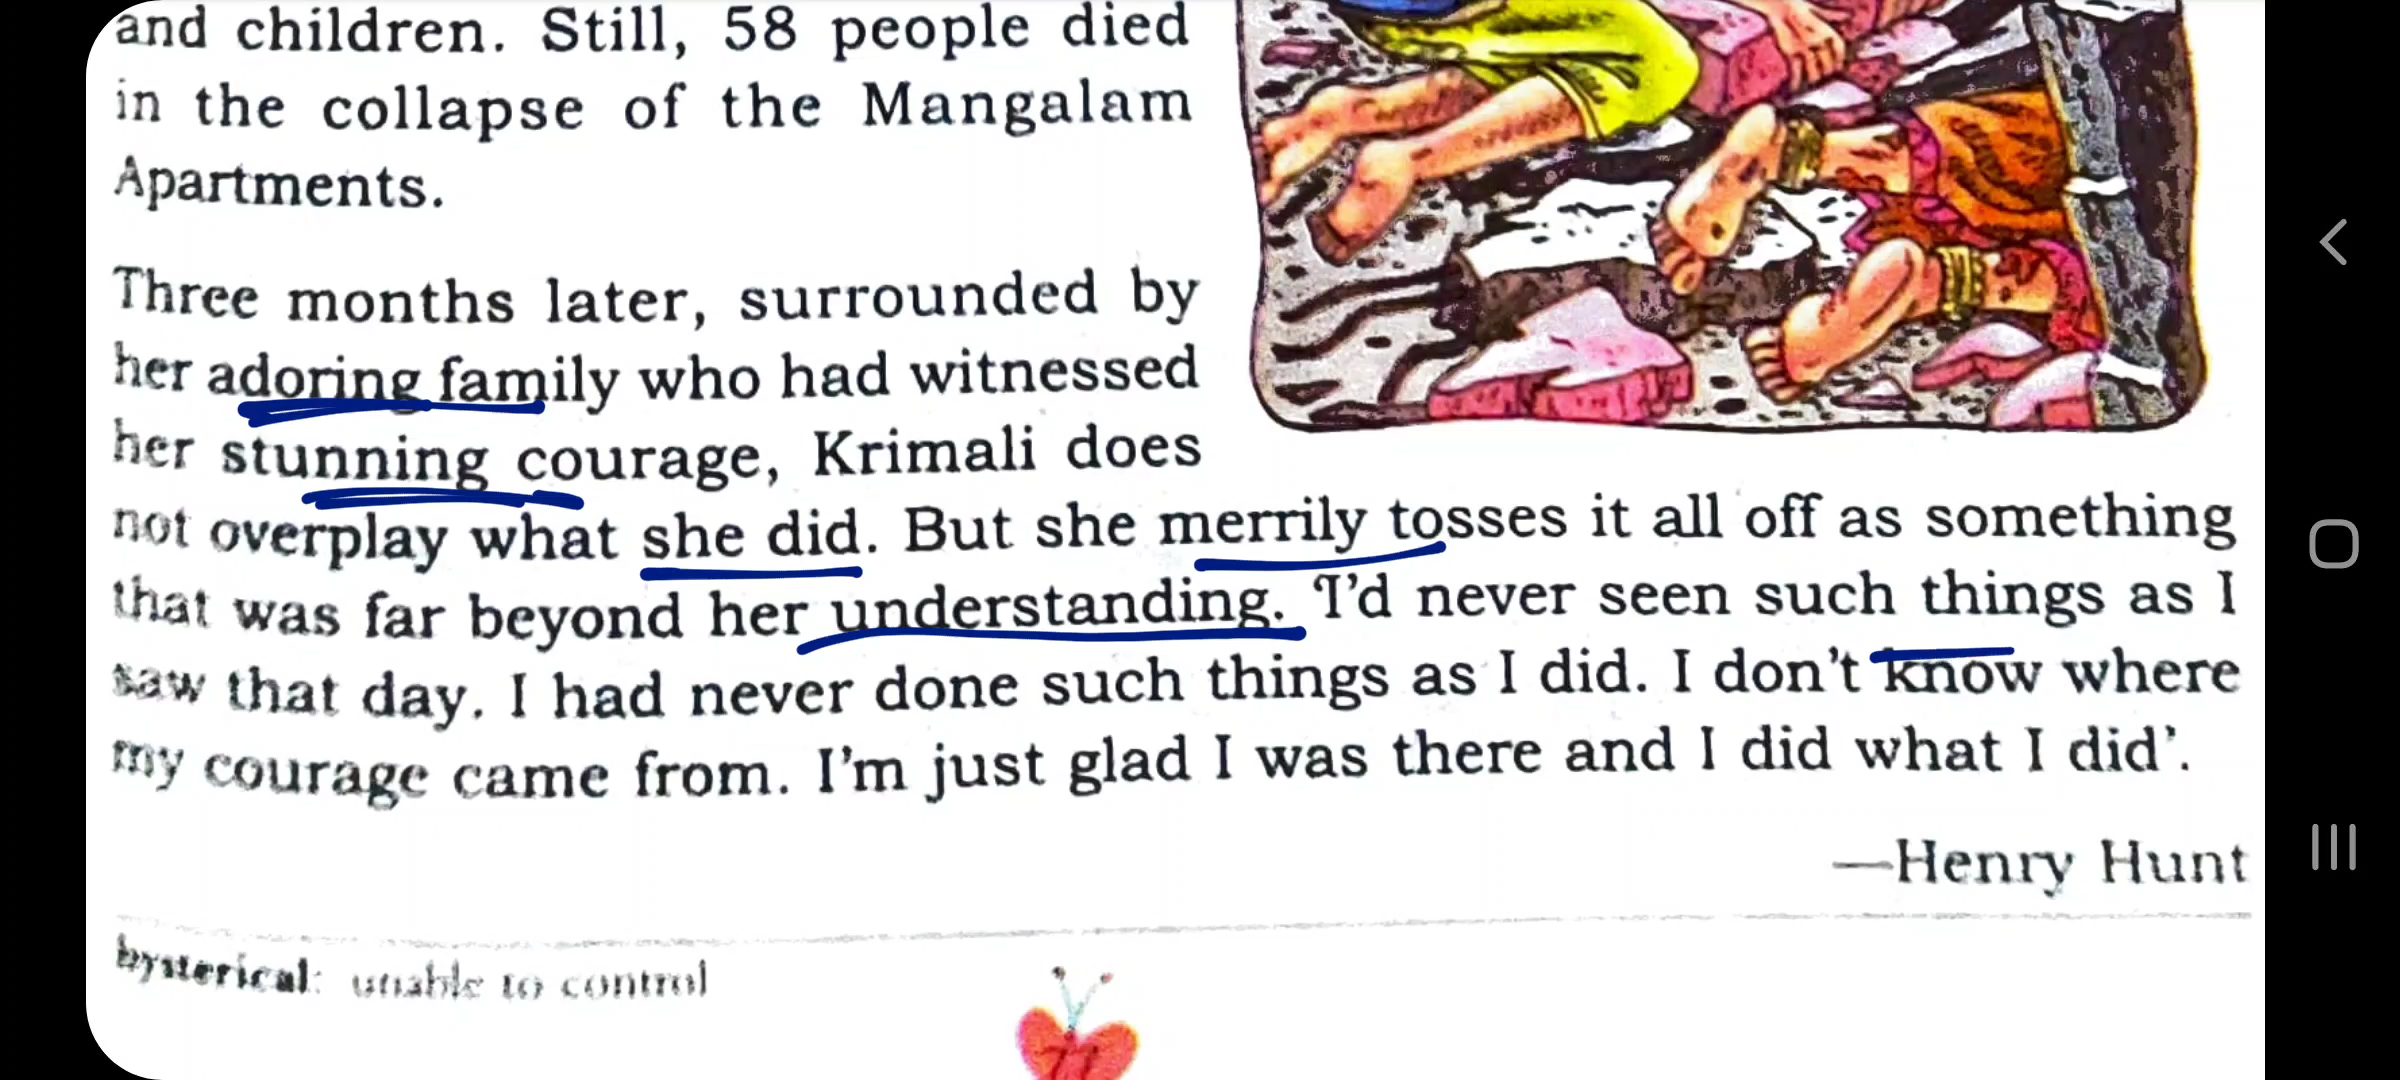 and children. Still, 58 people died
in the collapse of the Mangalam
Apartments.
Three months later, surrounded by
her adoring family who had witnessed
her stunning courage, Krimali does
not overplay what she did. But she merrily tosses it all off as something
that was far beyond her understanding. 'I'd never seen such things as I
saw that day. I had never done such things as I did. I don't know where
my courage came from. I'm just glad I was there and I did what I did'.
—Henry Hunt
hysterical: unable to control